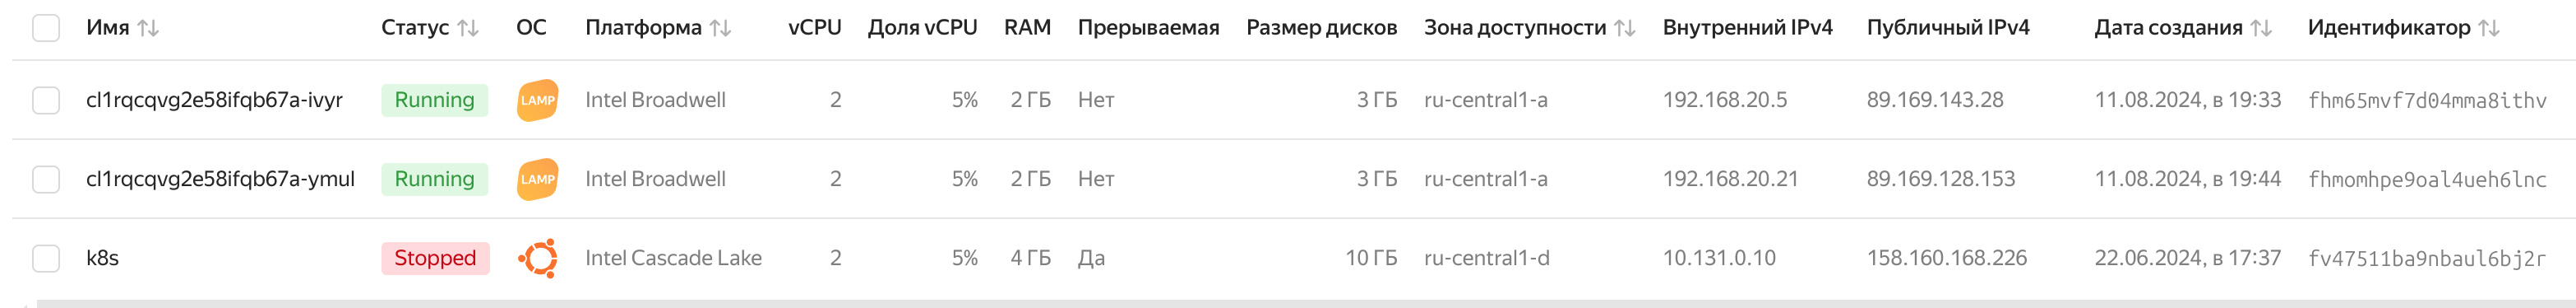 Имя Статус ОС Платформа vCPU Доля vCPU RAM Прерываемая Размер дисков Зона доступности Внутренний IPv4 Публичный IPv4 Дата создания Идентификатор
cl1rqcqvg2e58ifqb67a-ivyr Running LAMP Intel Broadwell 2 5% 2 ГБ Нет 3 ГБ ru-central1-a 192.168.20.5 89.169.143.28 11.08.2024, в 19:33 fhm65mvf7d04mma8ithv
cl1rqcqvg2e58ifqb67a-ymul Running LAMP Intel Broadwell 2 5% 2 ГБ Нет 3 ГБ ru-central1-a 192.168.20.21 89.169.128.153 11.08.2024, в 19:44 fhmomhpe9oal4ueh6lnc
k8s Stopped Intel Cascade Lake 2 5% 4 ГБ Да 10 ГБ ru-central1-d 10.131.0.10 158.160.168.226 22.06.2024, в 17:37 fv47511ba9nbaul6bj2r